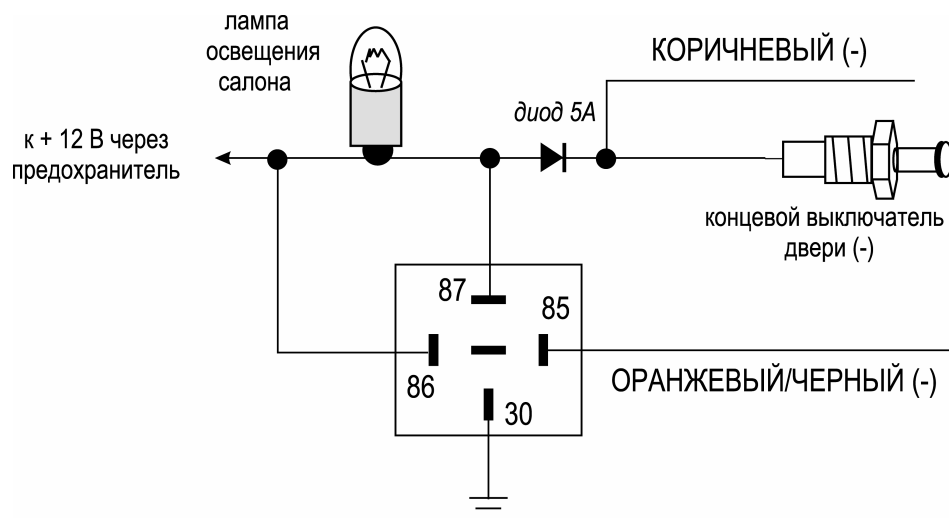 лампа
освещения
салона
КОРИЧНЕВЫЙ (-)
диод 5А
к + 12 В через
предохранитель
концевой выключатель
двери (-)
87
85
86
30
ОРАНЖЕВЫЙ/ЧЕРНЫЙ (-)